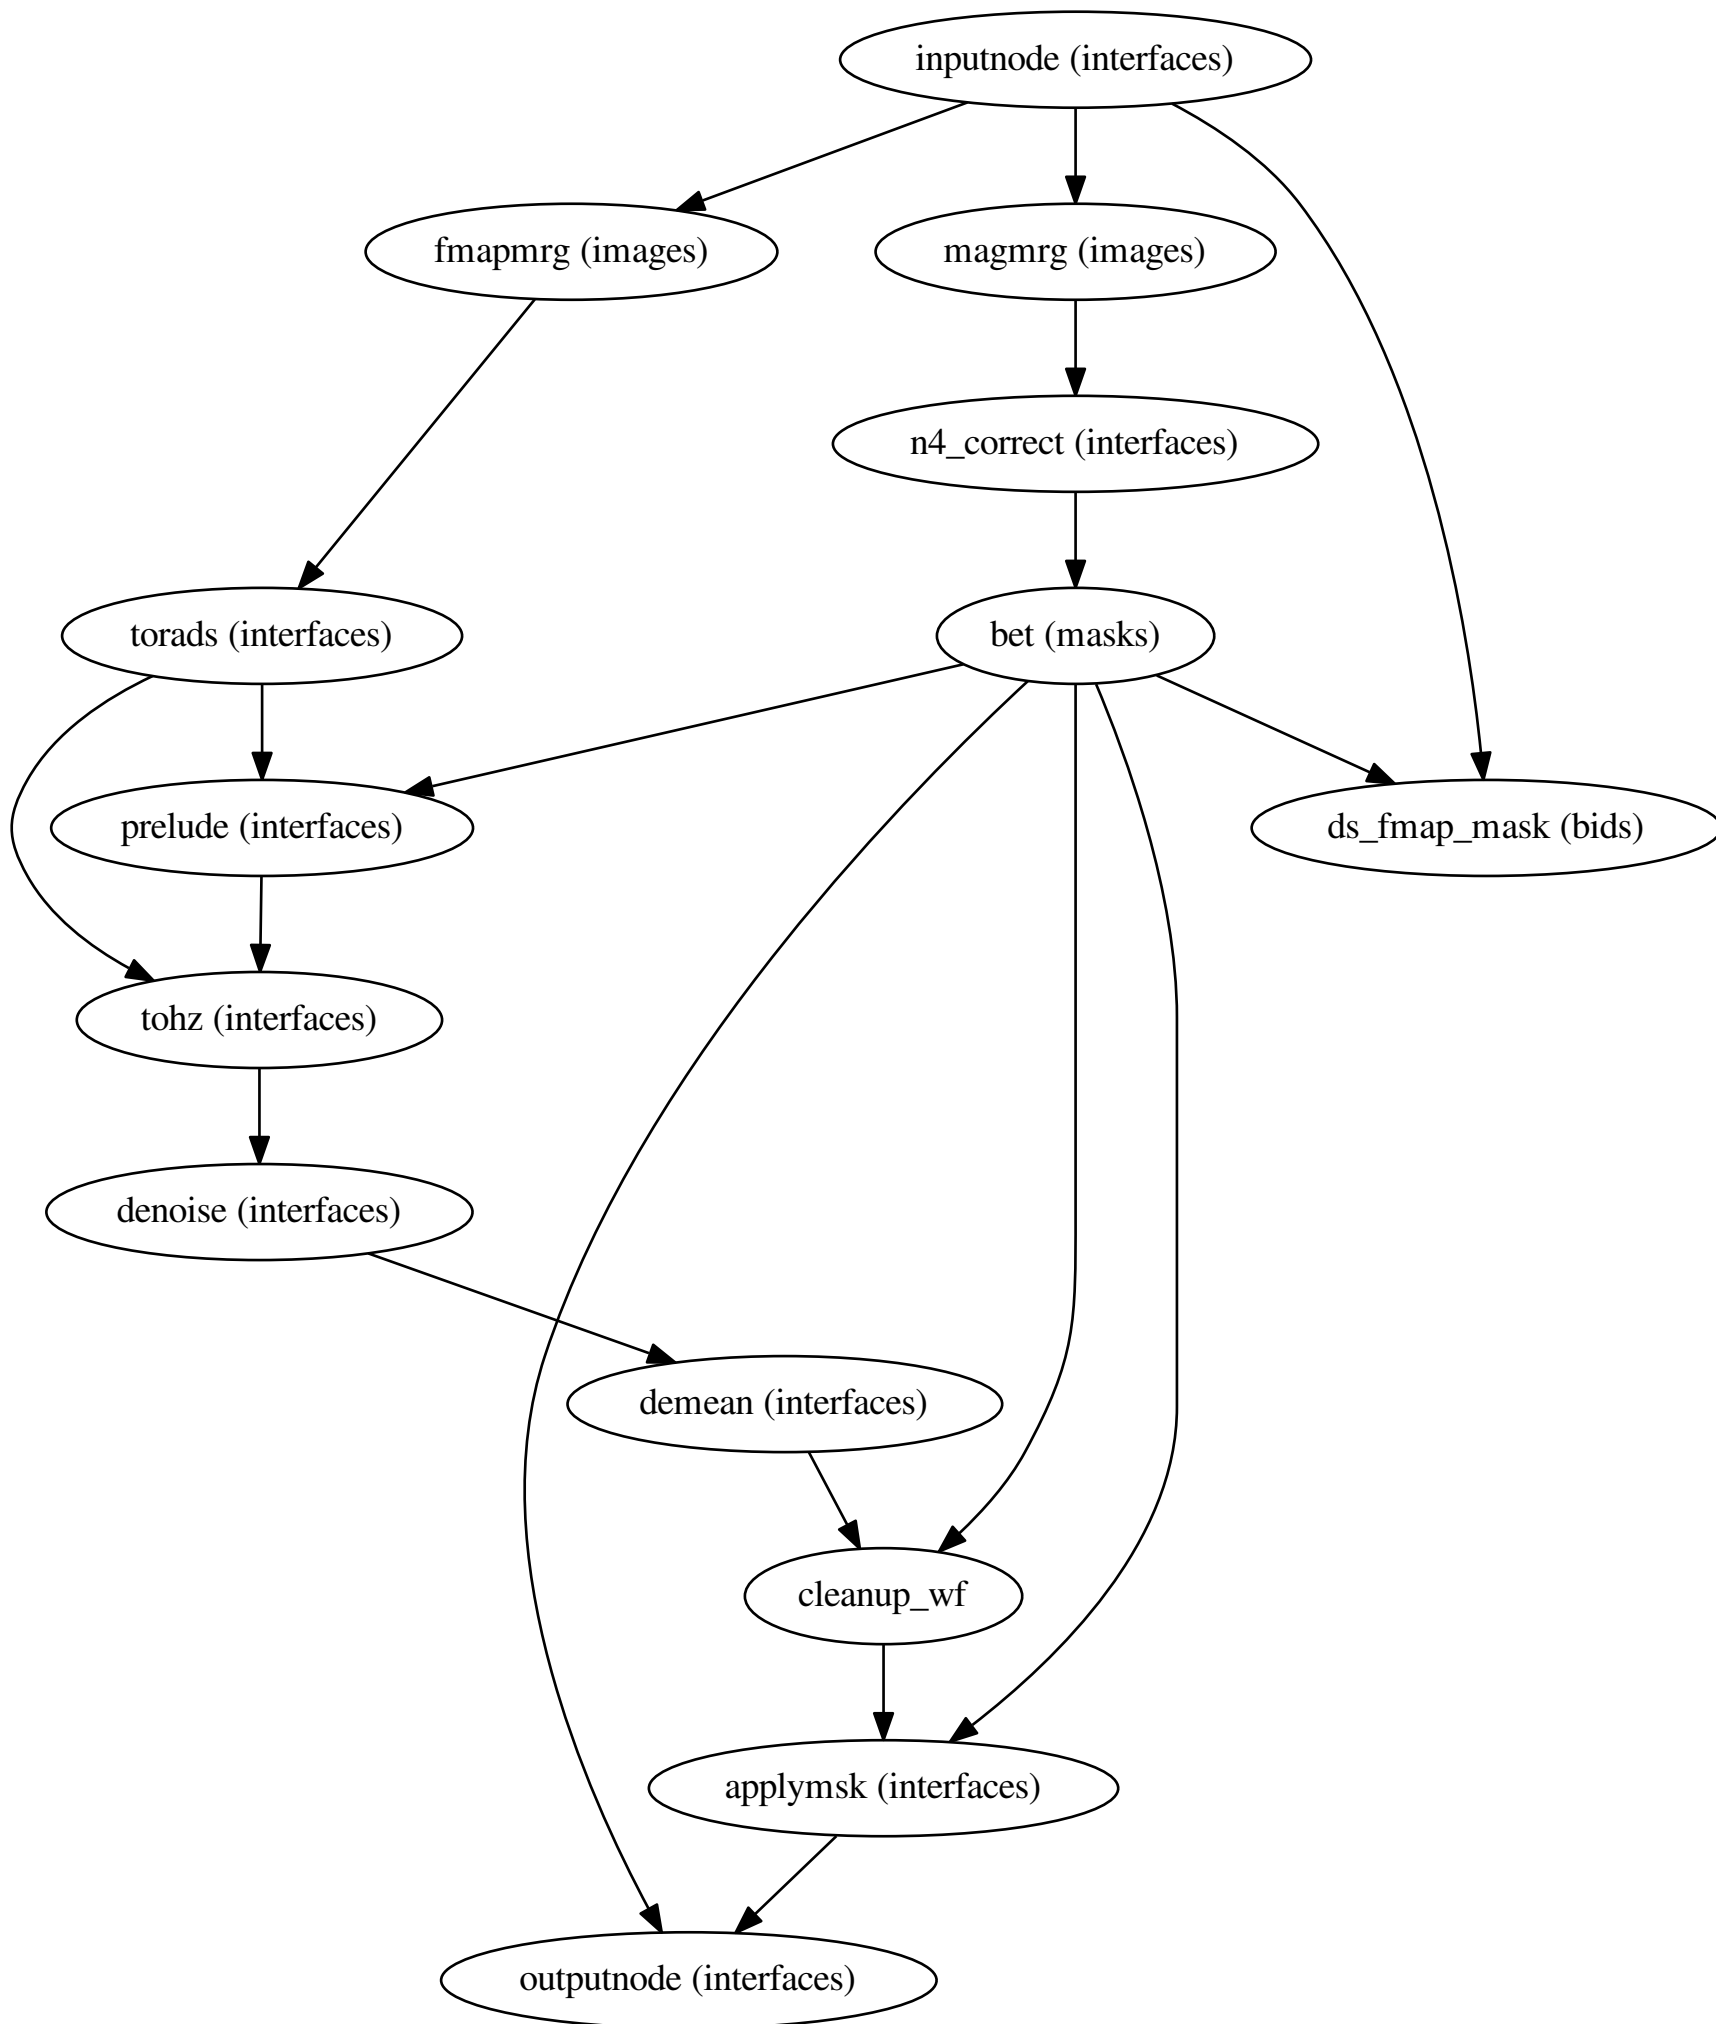 inputnode (interfaces)
fmapmrg (images)
magmrg (images)
n4_correct (interfaces)
torads (interfaces)
bet (masks)
prelude (interfaces)
ds_fmap_mask (bids)
tohz (interfaces)
denoise (interfaces)
demean (interfaces)
cleanup_wf
applymsk (interfaces)
outputnode (interfaces)